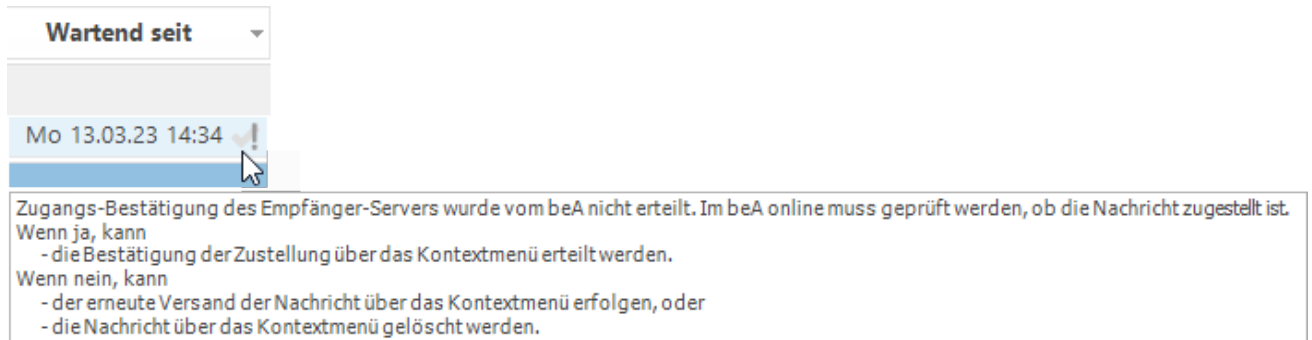 Wartend seit
Mo 13.03.23 14:34
Zugangs-Bestätigung des Empfänger-Servers wurde vom beA nicht erteilt. Im beA online muss geprüft werden, ob die Nachricht zugestellt ist.
Wenn ja, kann
- die Bestätigung der Zustellung über das Kontextmenü erteilt werden.
Wenn nein, kann
- der erneute Versand der Nachricht über das Kontextmenü erfolgen, oder
- die Nachricht über das Kontextmenü gelöscht werden.